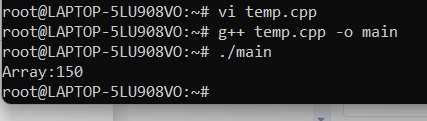 root@LAPTOP-5LU908VO:~# vi temp.cpp
root@LAPTOP-5LU908VO:~# g++ temp.cpp -o main
root@LAPTOP-5LU908VO:~# ./main
Array:150
root@LAPTOP-5LU908VO:~#